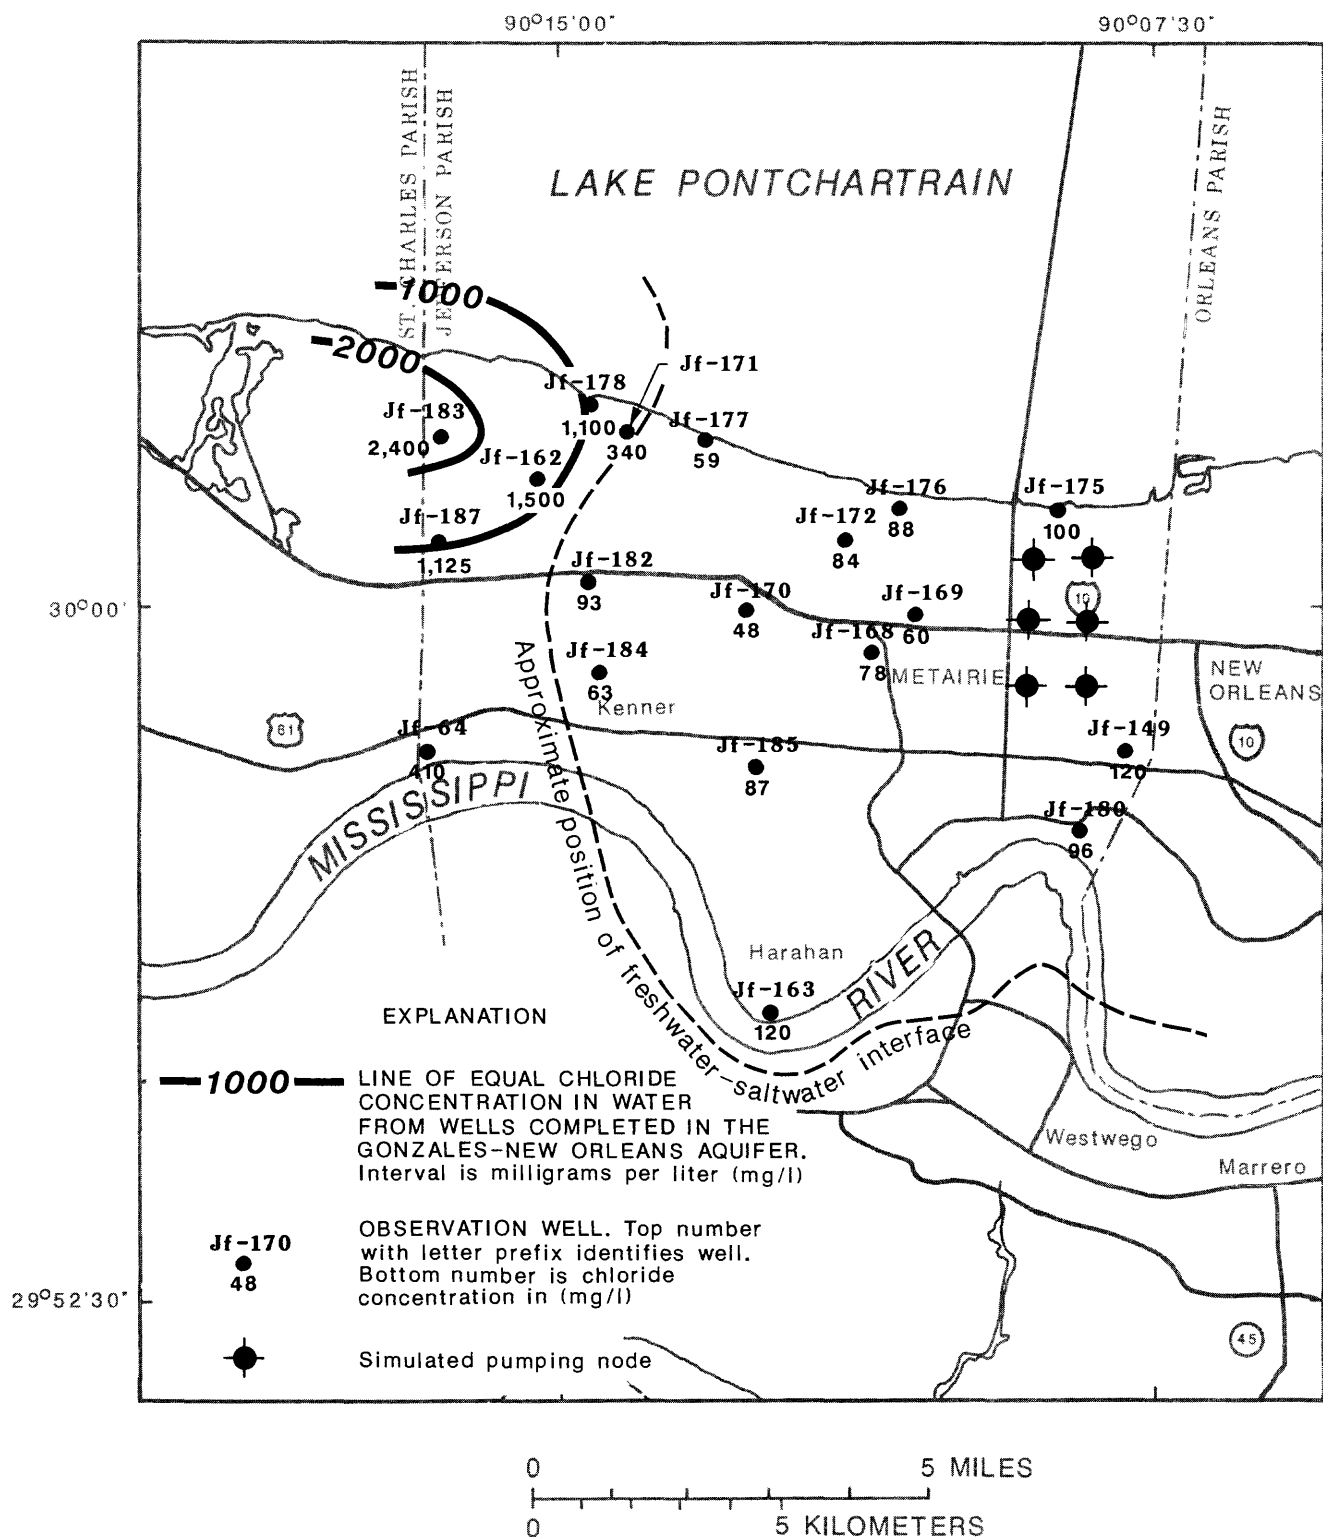 90°15'00"
90°07'30"
ST. CHARLES PARISH
JEFFERSON PARISH
ORLEANS PARISH
LAKE PONTCHARTRAIN
1000
2000
Jf-171
Jf-178
1,100
340
Jf-177
59
Jf-183
2,400
Jf-162
1,500
Jf-176
88
Jf-175
100
Jf-187
1,125
Jf-172
84
Jf-182
93
30°00'
Jf-170
48
Jf-169
60
10
Jf-168
78
METAIRIE
NEW
ORLEANS
Jf-184
63
Kenner
Approximate position of freshwater-saltwater interface
61
Jf-64
410
Jf-185
87
Jf-149
120
10
MISSISSIPPI
RIVER
Jf-180
96
Harahan
Jf-163
120
Westwego
Marrero
EXPLANATION
1000
LINE OF EQUAL CHLORIDE
CONCENTRATION IN WATER
FROM WELLS COMPLETED IN THE
GONZALES-NEW ORLEANS AQUIFER.
Interval is milligrams per liter (mg/l)
Jf-170
48
OBSERVATION WELL. Top number
with letter prefix identifies well.
Bottom number is chloride
concentration in (mg/l)
29°52'30"
Simulated pumping node
45
0
5 MILES
0
5 KILOMETERS